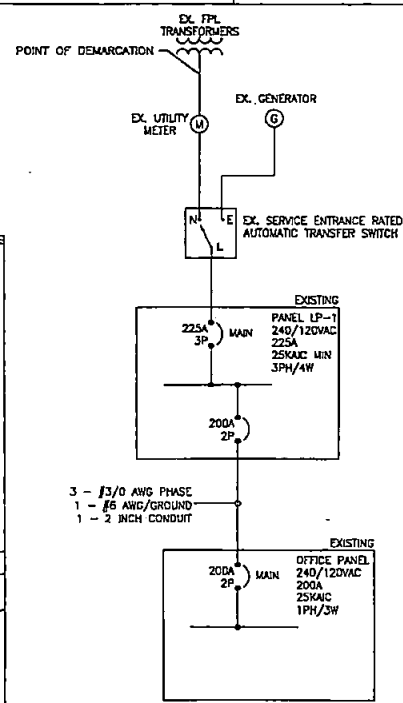 EX. FPL
TRANSFORMERS
POINT OF DEMARCATION
EX. UTILITY
METER
M
EX. GENERATOR
G
N
E
L
EX. SERVICE ENTRANCE RATED
AUTOMATIC TRANSFER SWITCH
EXISTING
225A
3P
MAIN
PANEL LP-1
240/120VAC
225A
25KAIC MIN
3PH/4W
200A
2P
3 - #3/0 AWG PHASE
1 - #6 AWG/GROUND
1 - 2 INCH CONDUIT
EXISTING
200A
2P
MAIN
OFFICE PANEL
240/120VAC
200A
25KAIC
1PH/3W